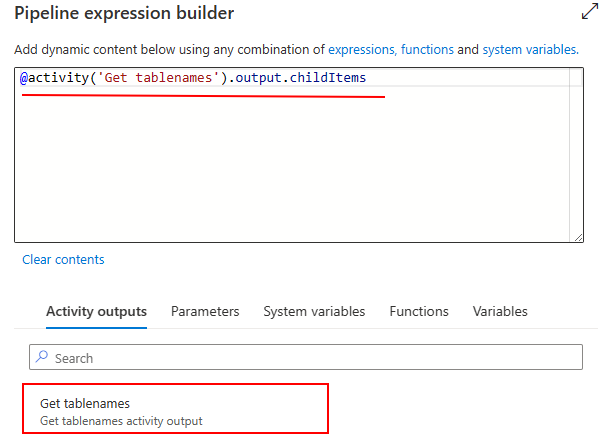 Pipeline expression builder
Add dynamic content below using any combination of expressions, functions and system variables.
@activity('Get tablenames').output.childItems
Clear contents
Activity outputs Parameters System variables Functions Variables
Search
Get tablenames
Get tablenames activity output